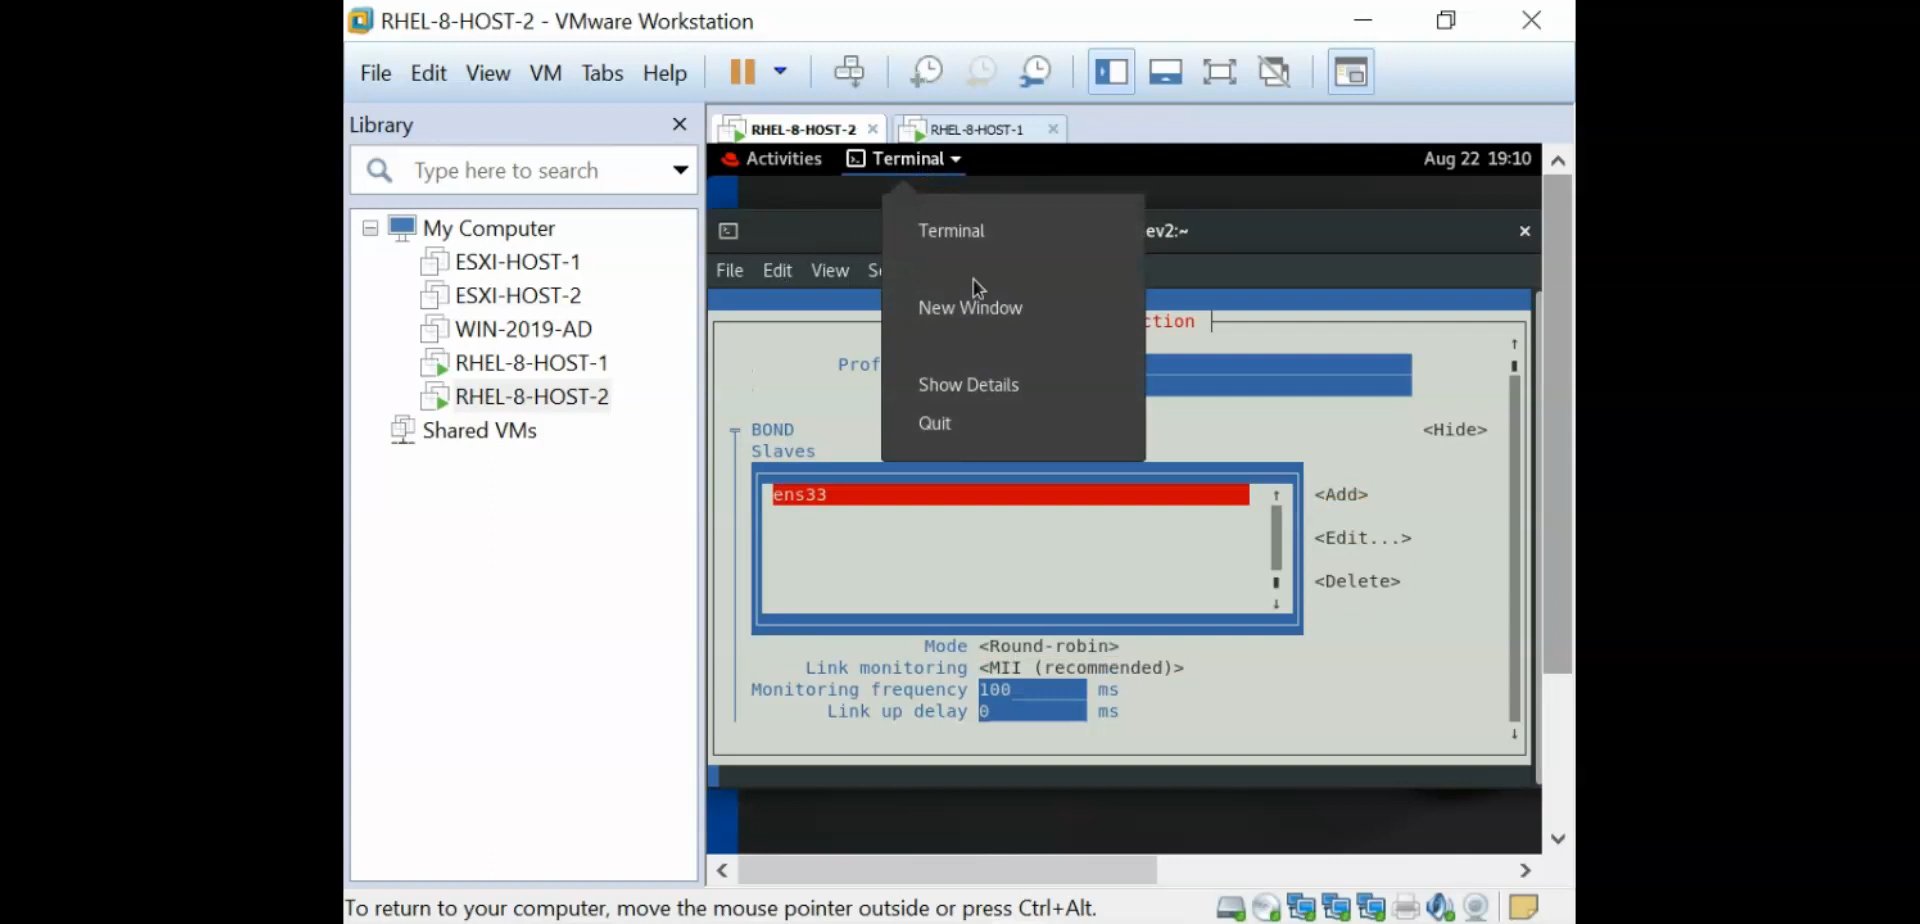 RHEL-8-HOST-2 - VMware Workstation
File Edit View VM Tabs Help
Library
Type here to search
My Computer
ESXI-HOST-1
ESXI-HOST-2
WIN-2019-AD
RHEL-8-HOST-1
RHEL-8-HOST-2
Shared VMs
RHEL-8-HOST-2 RHEL-8-HOST-1
Activities Terminal Aug 22 19:10
Terminal
New Window
Show Details
Quit
ev2:~
File Edit View Se
ction
Prof
BOND <Hide>
Slaves
ens33 <Add>
<Edit...>
<Delete>
Mode <Round-robin>
Link monitoring <MII (recommended)>
Monitoring frequency 100 ms
Link up delay 0 ms
To return to your computer, move the mouse pointer outside or press Ctrl+Alt.